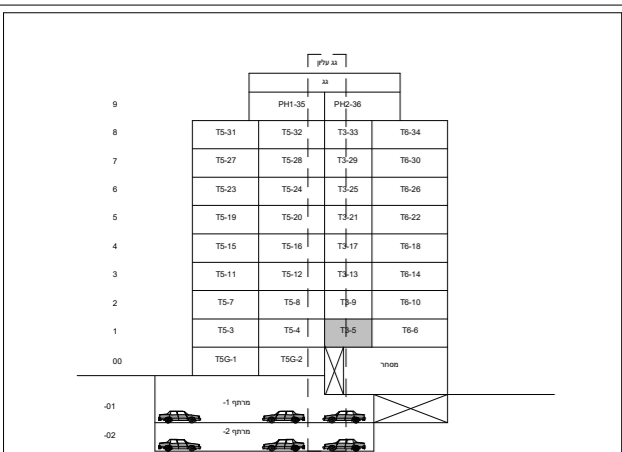 גג עליון
גג
9 PH1-35 PH2-36
8 T5-31 T5-32 T3-33 T6-34
7 T5-27 T5-28 T3-29 T6-30
6 T5-23 T5-24 T3-25 T6-26
5 T5-19 T5-20 T3-21 T6-22
4 T5-15 T5-16 T3-17 T6-18
3 T5-11 T5-12 T3-13 T6-14
2 T5-7 T5-8 T3-9 T6-10
1 T5-3 T5-4 T3-5 T6-6
00 T5G-1 T5G-2 מסחר
-01 מרתף 1-
-02 מרתף 2-